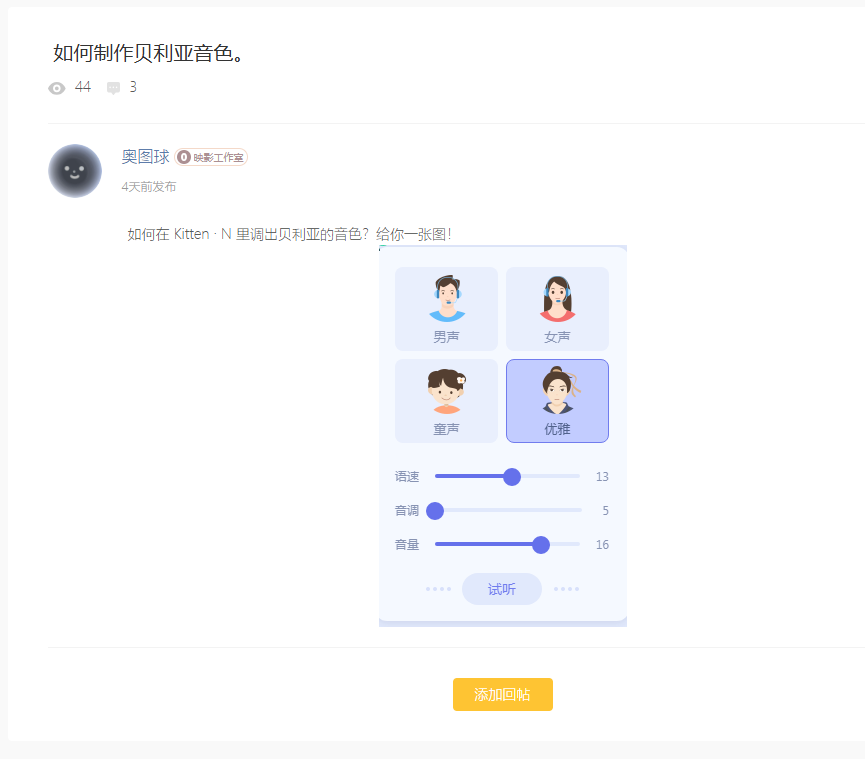 如何制作贝利亚音色。
44 3
奥图球 映影工作室
4天前发布
如何在 Kitten · N 里调出贝利亚的音色？给你一张图！
男声 女声
童声 优雅
语速 13
音调 5
音量 16
试听
添加回帖